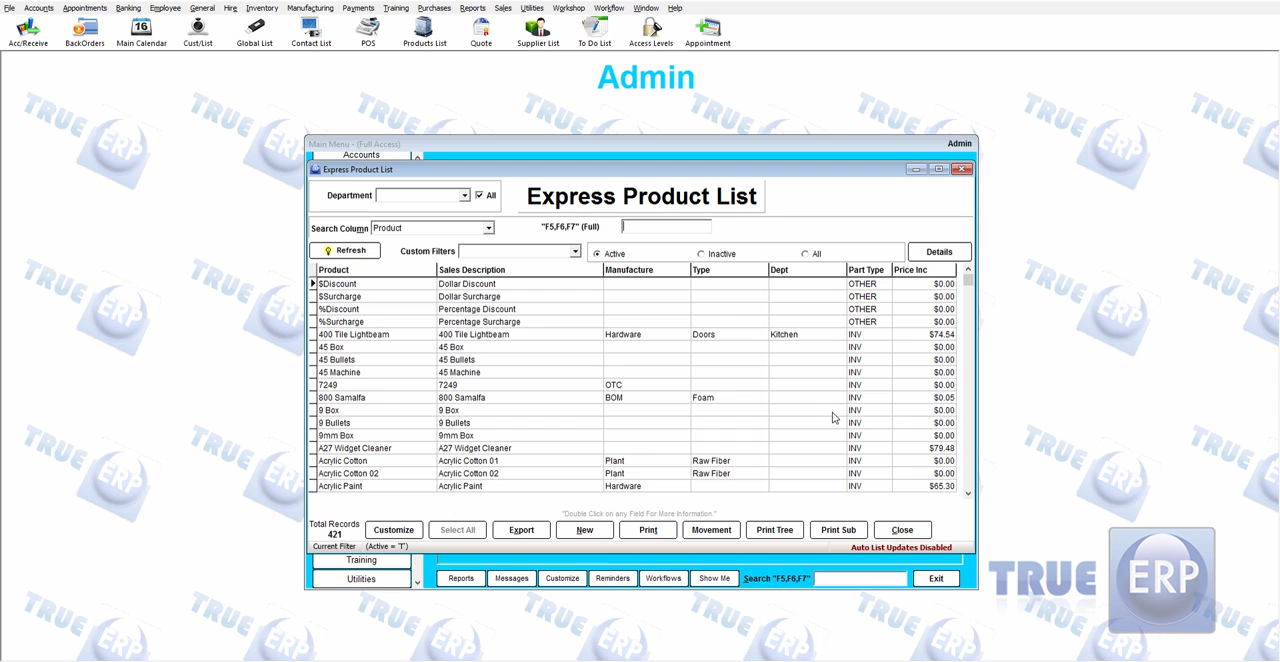 File Accounts Appointments Banking Employee General Hire Inventory Manufacturing Payments Training Purchases Reports Sales Utilities Workshop Workflow Window Help
16
Acc/Receive BackOrders Main Calendar Cust/List Global List Contact List POS Products List Quote Supplier List To Do List Access Levels Appointment
Admin
Main Menu - (Full Access) Admin
Accounts
Express Product List
Department All Express Product List
Search Column Product "F5,F6,F7" (Full)
Refresh Custom Filters Active Inactive All Details
Product Sales Description Manufacture Type Dept Part Type Price Inc
$Discount Dollar Discount OTHER $0.00
$Surcharge Dollar Surcharge OTHER $0.00
%Discount Percentage Discount OTHER $0.00
%Surcharge Percentage Surcharge OTHER $0.00
400 Tile Lightbeam 400 Tile Lightbeam Hardware Doors Kitchen INV $74.54
45 Box 45 Box INV $0.00
45 Bullets 45 Bullets INV $0.00
45 Machine 45 Machine INV $0.00
7249 7249 OTC INV $0.00
800 Samalfa 800 Samalfa BOM Foam INV $0.05
9 Box 9 Box INV $0.00
9 Bullets 9 Bullets INV $0.00
9mm Box 9mm Box INV $0.00
A27 Widget Cleaner A27 Widget Cleaner INV $79.48
Acrylic Cotton Acrylic Cotton 01 Plant Raw Fiber INV $0.00
Acrylic Cotton 02 Acrylic Cotton 02 Plant Raw Fiber INV $0.00
Acrylic Paint Acrylic Paint Hardware INV $65.30
"Double Click on any Field For More Information."
Total Records
421
Customize Select All Export New Print Movement Print Tree Print Sub Close
Current Filter (Active = 'T') Auto List Updates Disabled
Training
Utilities
Reports Messages Customize Reminders Workflows Show Me Search "F5,F6,F7" Exit
TRUE ERP